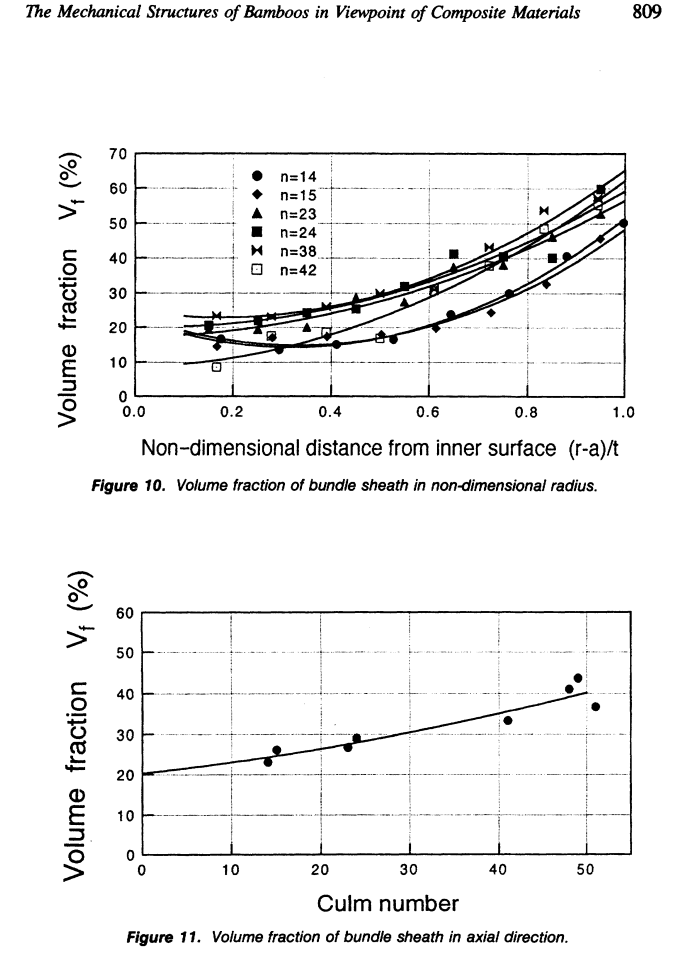 The Mechanical Structures of Bamboos in Viewpoint of Composite Materials 809
Volume fraction Vf (%)
70
60
50
40
30
20
10
0
n=14
n=15
n=23
n=24
n=38
n=42
0.0 0.2 0.4 0.6 0.8 1.0
Non-dimensional distance from inner surface (r-a)/t
Figure 10. Volume fraction of bundle sheath in non-dimensional radius.
Volume fraction Vf (%)
60
50
40
30
20
10
0
0 10 20 30 40 50
Culm number
Figure 11. Volume fraction of bundle sheath in axial direction.